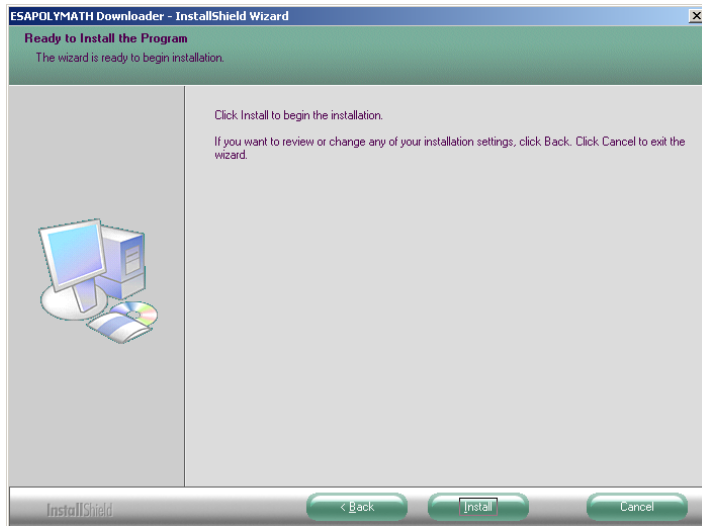 ESAPOLYMATH Downloader - InstallShield Wizard
Ready to Install the Program
The wizard is ready to begin installation.
Click Install to begin the installation.
If you want to review or change any of your installation settings, click Back. Click Cancel to exit the
wizard.
InstallShield
< Back
Install
Cancel